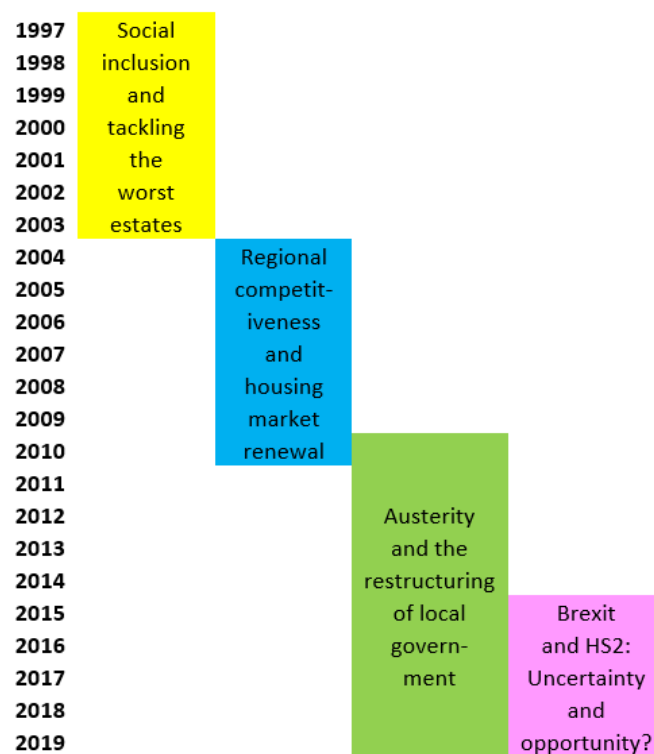 1997 Social
1998 inclusion
1999 and
2000 tackling
2001 the
2002 worst
2003 estates
2004 Regional
2005 competit-
2006 iveness
2007 and
2008 housing
2009 market
2010 renewal
2011
2012 Austerity
2013 and the
2014 restructuring
2015 of local Brexit
2016 govern- and HS2:
2017 ment Uncertainty
2018 and
2019 opportunity?